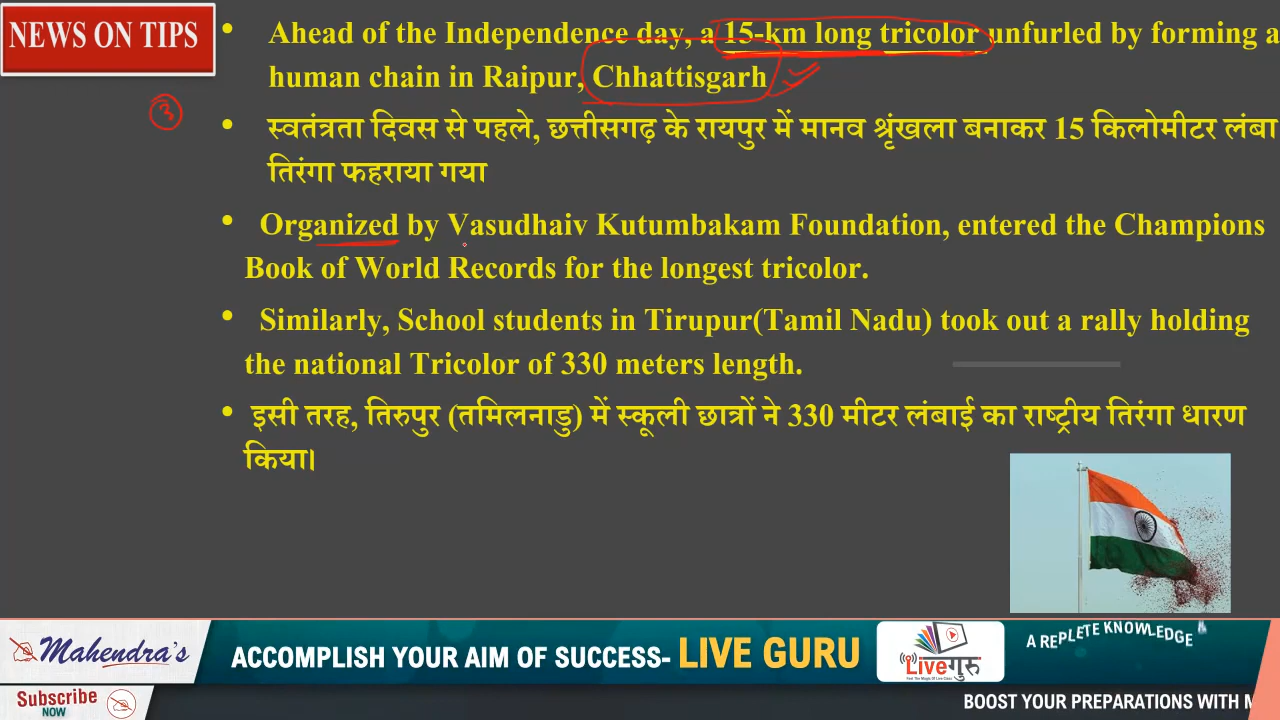 NEWS ON TIPS
• Ahead of the Independence day, a 15-km long tricolor unfurled by forming a
human chain in Raipur, Chhattisgarh
3
• स्वतंत्रता दिवस से पहले, छत्तीसगढ़ के रायपुर में मानव श्रृंखला बनाकर 15 किलोमीटर लंबा
तिरंगा फहराया गया
• Organized by Vasudhaiv Kutumbakam Foundation, entered the Champions
Book of World Records for the longest tricolor.
• Similarly, School students in Tirupur(Tamil Nadu) took out a rally holding
the national Tricolor of 330 meters length.
• इसी तरह, तिरुपुर (तमिलनाडु) में स्कूली छात्रों ने 330 मीटर लंबाई का राष्ट्रीय तिरंगा धारण
किया।
Mahendra's
ACCOMPLISH YOUR AIM OF SUCCESS- LIVE GURU
Live गुरु
A REPLETE KNOWLEDGE
Subscribe
NOW
BOOST YOUR PREPARATIONS WITH M